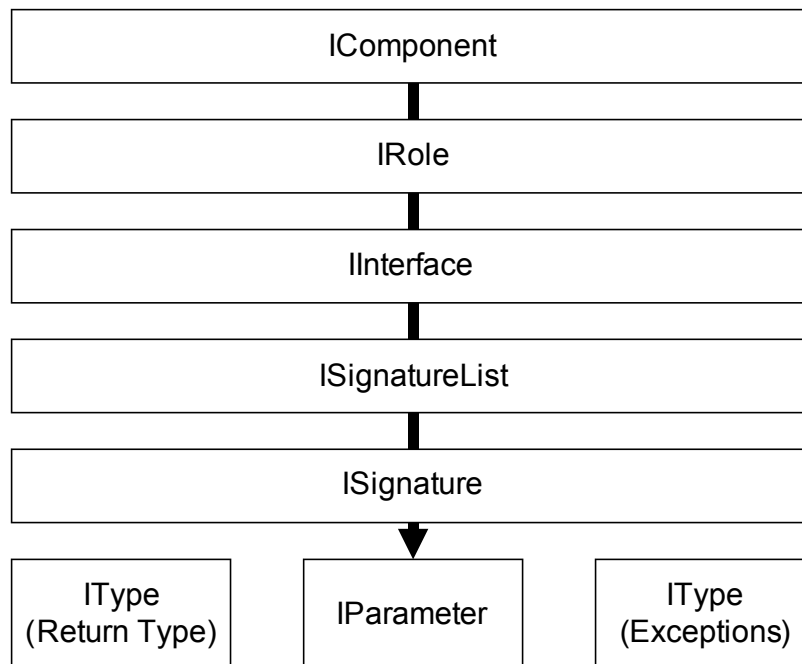 IComponent
IRole
IInterface
ISignatureList
ISignature
IType
(Return Type)
IParameter
IType
(Exceptions)